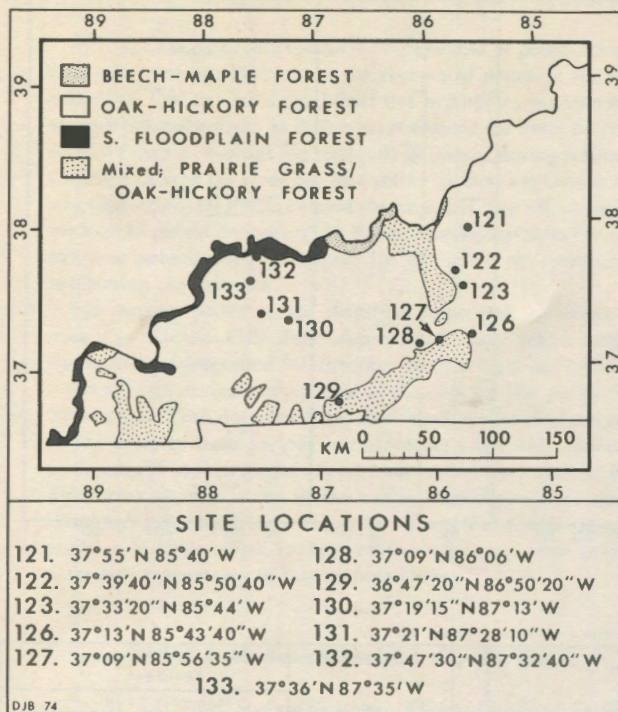 89 88 87 86 85
39 39
BEECH-MAPLE FOREST
OAK-HICKORY FOREST
S. FLOODPLAIN FOREST
Mixed; PRAIRIE GRASS/
OAK-HICKORY FOREST
38 38
121
132
122
133
123
131
127
126
130
128
37 37
129
0 50 100 150
KM
89 88 87 86 85
SITE LOCATIONS
121. 37°55'N 85°40'W 128. 37°09'N 86°06'W
122. 37°39'40"N 85°50'40"W 129. 36°47'20"N 86°50'20"W
123. 37°33'20"N 85°44'W 130. 37°19'15"N 87°13'W
126. 37°13'N 85°43'40"W 131. 37°21'N 87°28'10"W
127. 37°09'N 85°56'35"W 132. 37°47'30"N 87°32'40"W
133. 37°36'N 87°35'W
DJB 74